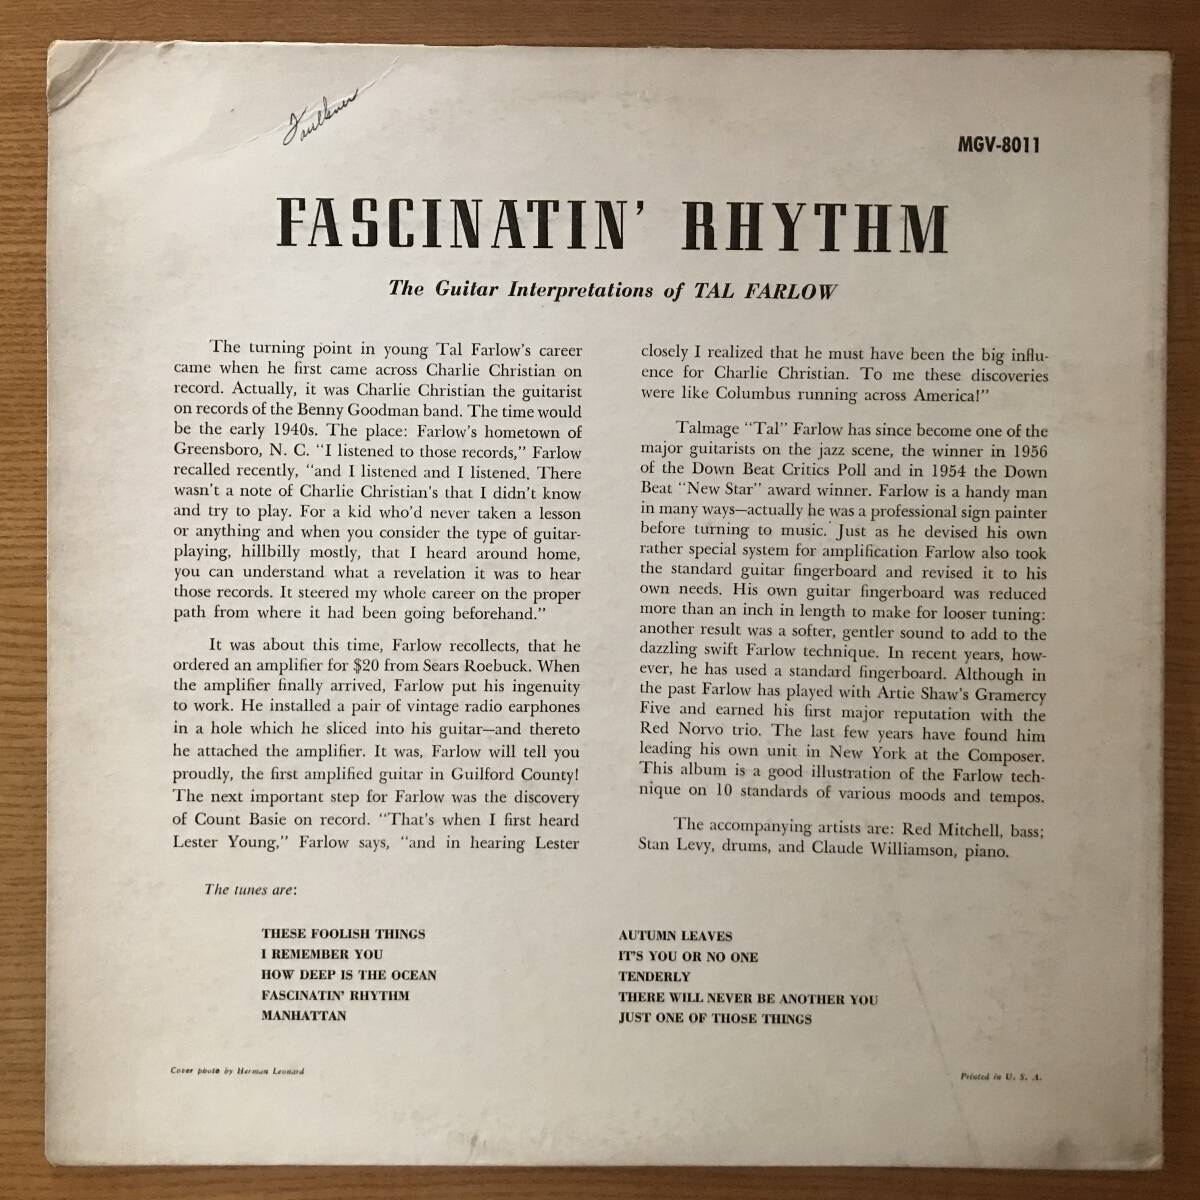 Faulkner
MGV-8011
FASCINATIN' RHYTHM
The Guitar Interpretations of TAL FARLOW
The turning point in young Tal Farlow's career
came when he first came across Charlie Christian on
record. Actually, it was Charlie Christian the guitarist
on records of the Benny Goodman band. The time would
be the early 1940s. The place: Farlow's hometown of
Greensboro, N. C. "I listened to those records," Farlow
recalled recently, "and I listened and I listened. There
wasn't a note of Charlie Christian's that I didn't know
and try to play. For a kid who'd never taken a lesson
or anything and when you consider the type of guitar-
playing, hillbilly mostly, that I heard around home,
you can understand what a revelation it was to hear
those records. It steered my whole career on the proper
path from where it had been going beforehand."
It was about this time, Farlow recollects, that he
ordered an amplifier for $20 from Sears Roebuck. When
the amplifier finally arrived, Farlow put his ingenuity
to work. He installed a pair of vintage radio earphones
in a hole which he sliced into his guitar—and thereto
he attached the amplifier. It was, Farlow will tell you
proudly, the first amplified guitar in Guilford County!
The next important step for Farlow was the discovery
of Count Basie on record. "That's when I first heard
Lester Young," Farlow says, "and in hearing Lester
closely I realized that he must have been the big influ-
ence for Charlie Christian. To me these discoveries
were like Columbus running across America!"
Talmage "Tal" Farlow has since become one of the
major guitarists on the jazz scene, the winner in 1956
of the Down Beat Critics Poll and in 1954 the Down
Beat "New Star" award winner. Farlow is a handy man
in many ways—actually he was a professional sign painter
before turning to music. Just as he devised his own
rather special system for amplification Farlow also took
the standard guitar fingerboard and revised it to his
own needs. His own guitar fingerboard was reduced
more than an inch in length to make for looser tuning:
another result was a softer, gentler sound to add to the
dazzling swift Farlow technique. In recent years, how-
ever, he has used a standard fingerboard. Although in
the past Farlow has played with Artie Shaw's Gramercy
Five and earned his first major reputation with the
Red Norvo trio. The last few years have found him
leading his own unit in New York at the Composer.
This album is a good illustration of the Farlow tech-
nique on 10 standards of various moods and tempos.
The accompanying artists are: Red Mitchell, bass;
Stan Levy, drums, and Claude Williamson, piano.
The tunes are:
THESE FOOLISH THINGS
I REMEMBER YOU
HOW DEEP IS THE OCEAN
FASCINATIN' RHYTHM
MANHATTAN
AUTUMN LEAVES
IT'S YOU OR NO ONE
TENDERLY
THERE WILL NEVER BE ANOTHER YOU
JUST ONE OF THOSE THINGS
Cover photo by Herman Leonard
Printed in U. S. A.